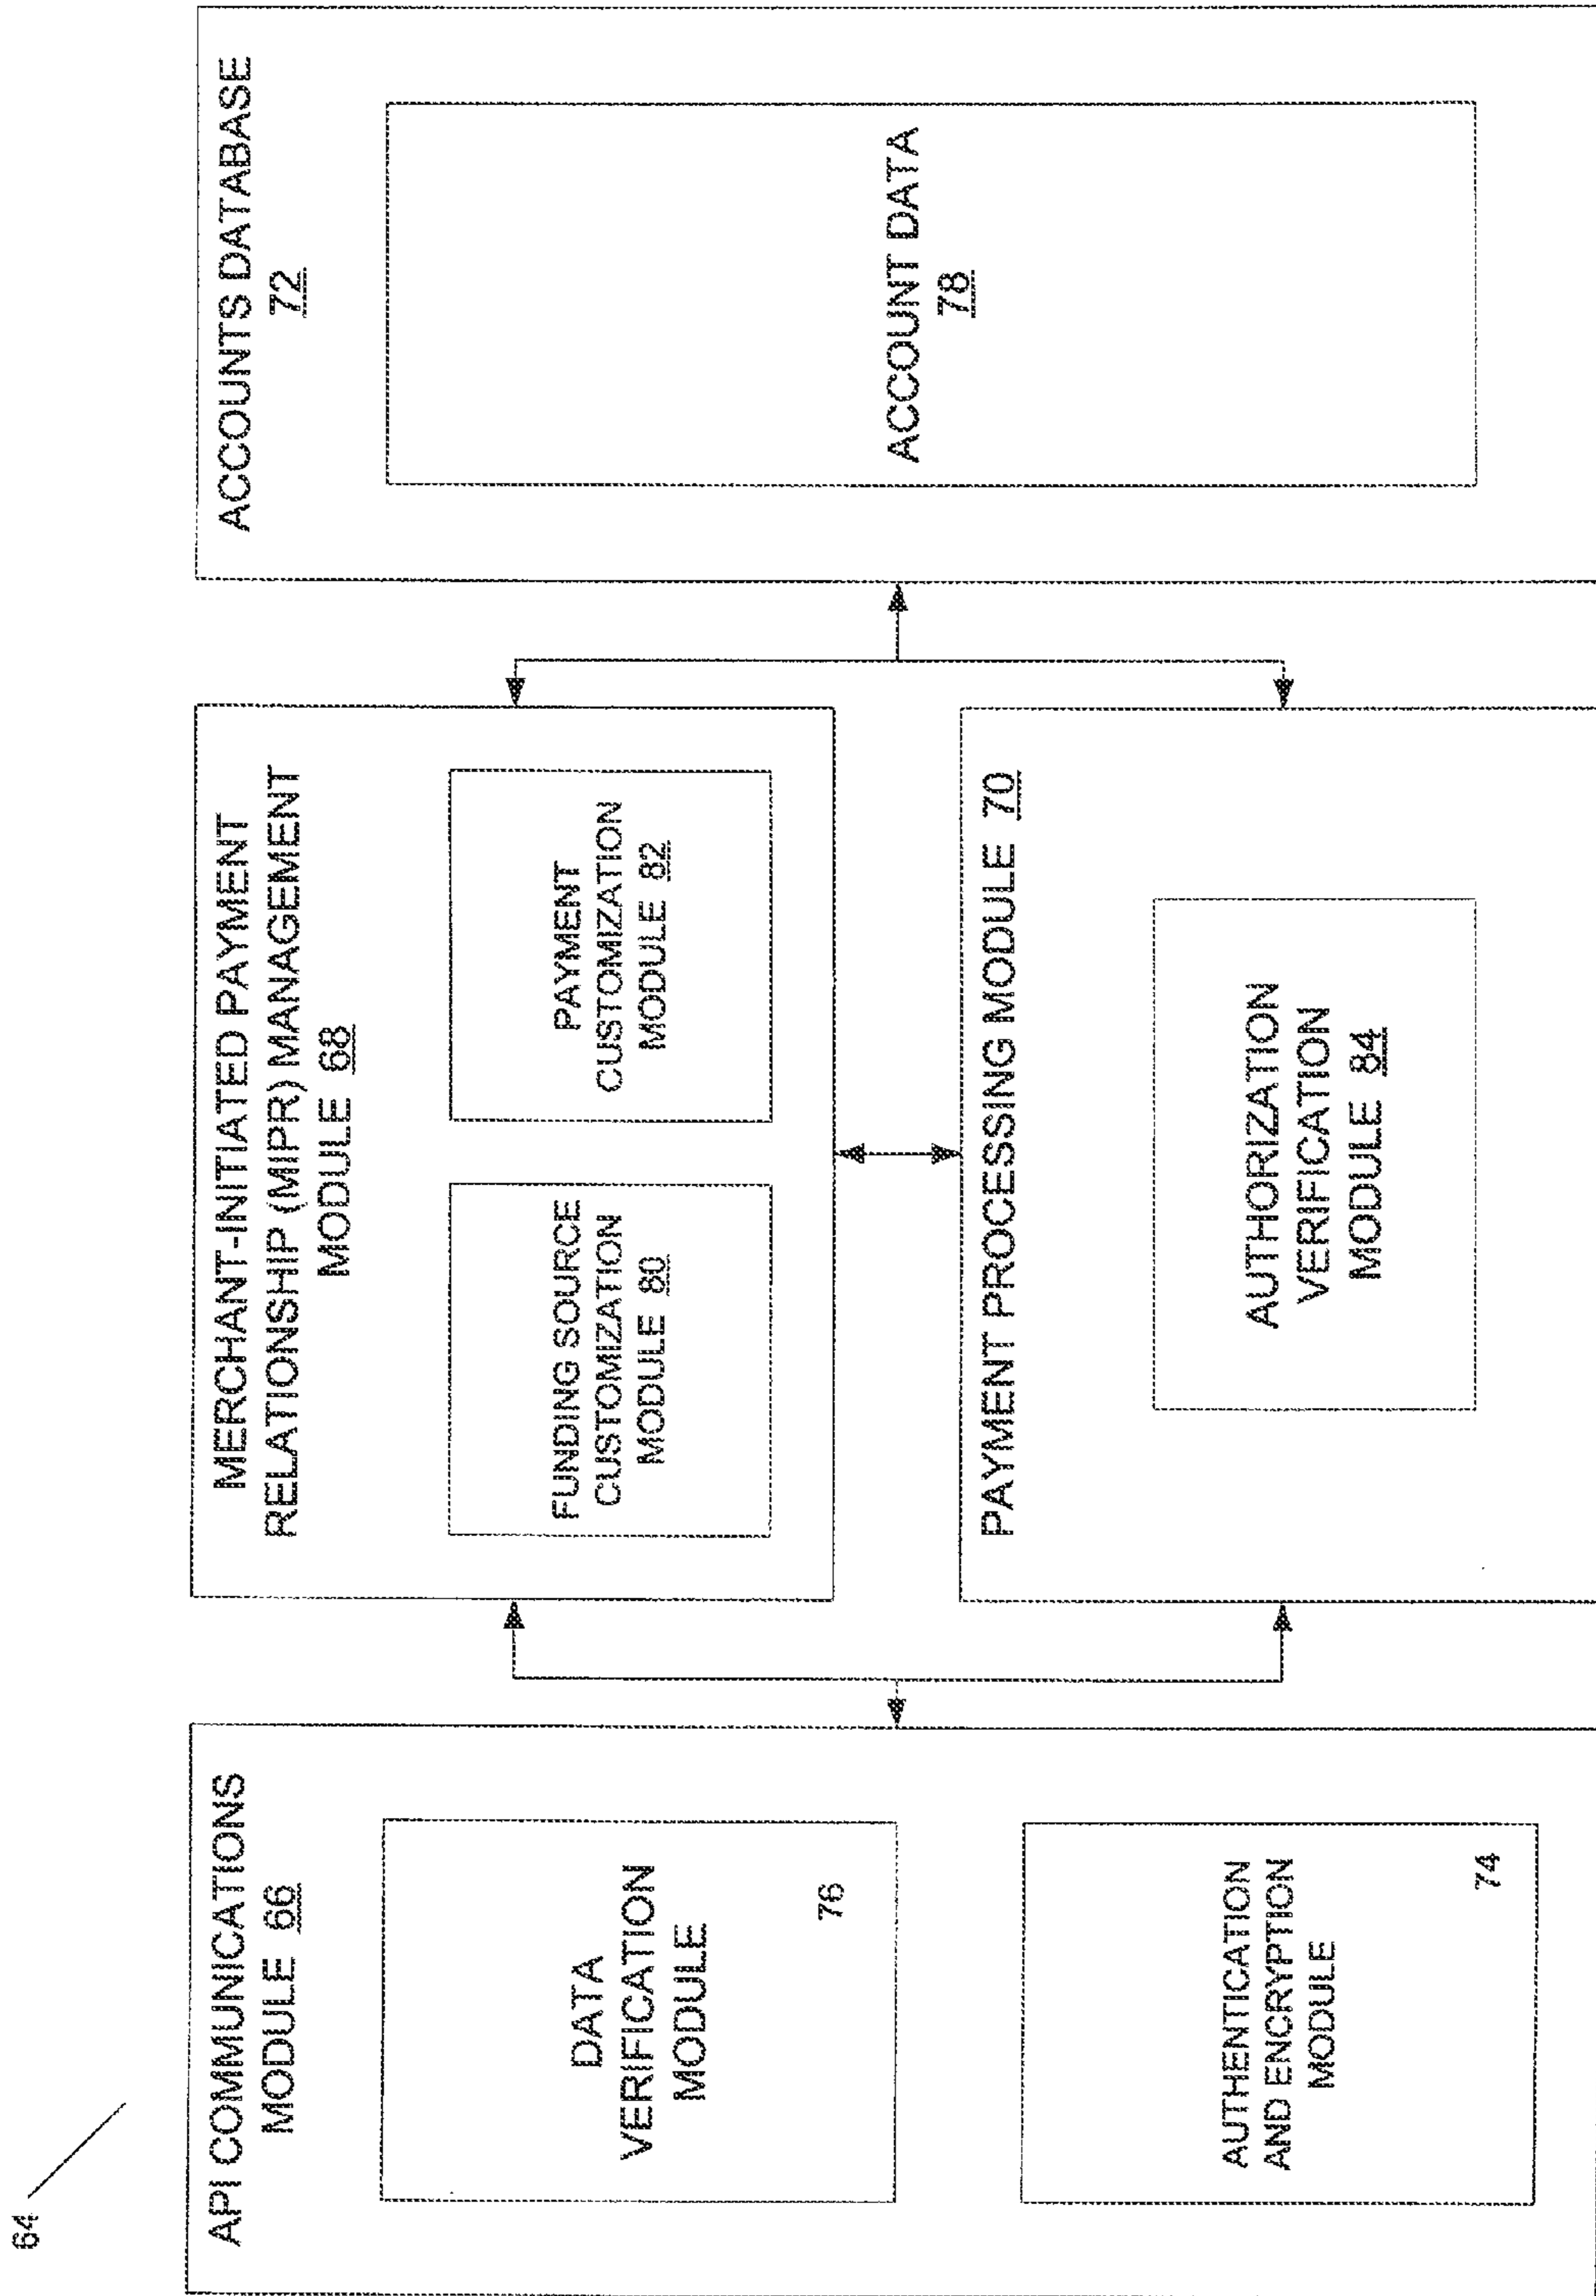 64
API COMMUNICATIONS
MODULE 66
DATA
VERIFICATION
MODULE
76
AUTHENTICATION
AND ENCRYPTION
MODULE
74
MERCHANT-INITIATED PAYMENT
RELATIONSHIP (MIPR) MANAGEMENT
MODULE 68
FUNDING SOURCE
CUSTOMIZATION
MODULE 80
PAYMENT
CUSTOMIZATION
MODULE 82
PAYMENT PROCESSING MODULE 70
AUTHORIZATION
VERIFICATION
MODULE 84
ACCOUNTS DATABASE
72
ACCOUNT DATA
78